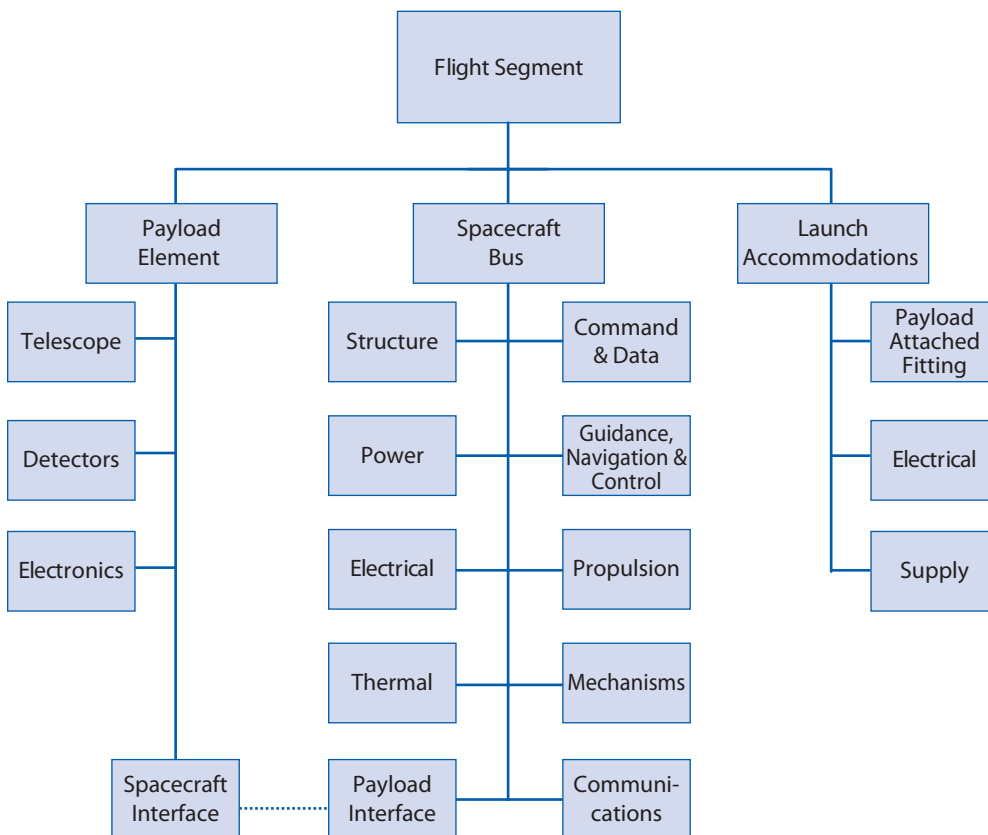 Flight Segment
Payload
Element
Spacecraft
Bus
Launch
Accommodations
Telescope
Structure
Command
& Data
Payload
Attached
Fitting
Detectors
Power
Guidance,
Navigation &
Control
Electrical
Electronics
Electrical
Propulsion
Supply
Thermal
Mechanisms
Spacecraft
Interface
Payload
Interface
Communi-
cations